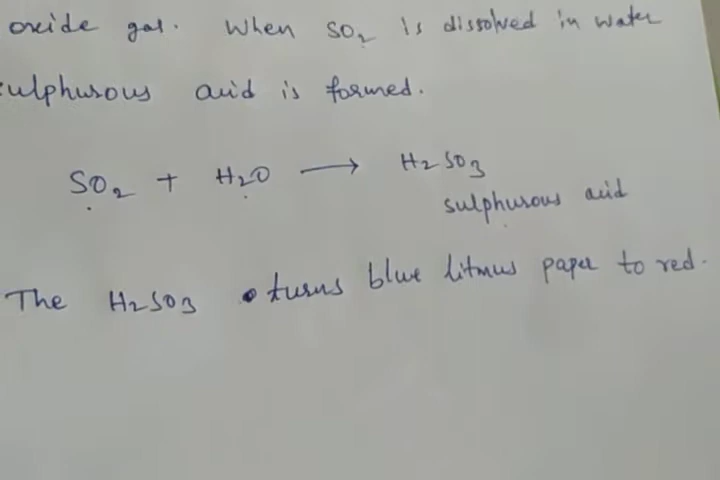 oxide gas. When SO2 is dissolved in water
sulphurous acid is formed.
SO2 + H2O → H2SO3
sulphurous acid
The H2SO3 turns blue litmus paper to red.